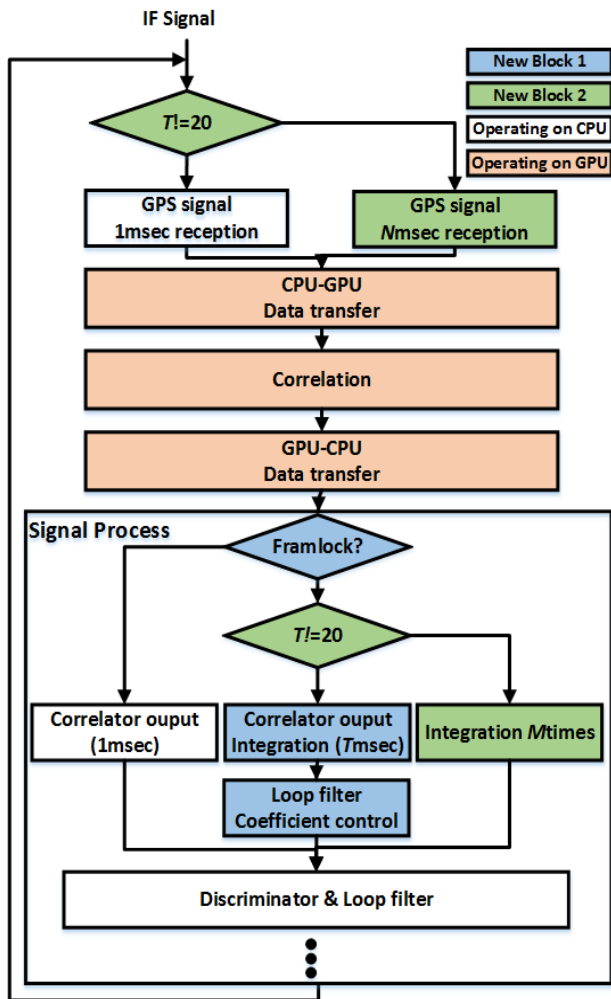 IF Signal
New Block 1
New Block 2
Operating on CPU
Operating on GPU
T!=20
GPS signal
1msec reception
GPS signal
Nmsec reception
CPU-GPU
Data transfer
Correlation
GPU-CPU
Data transfer
Signal Process
Framlock?
T!=20
Correlator ouput
(1msec)
Correlator ouput
Integration (Tmsec)
Integration Mtimes
Loop filter
Coefficient control
Discriminator & Loop filter